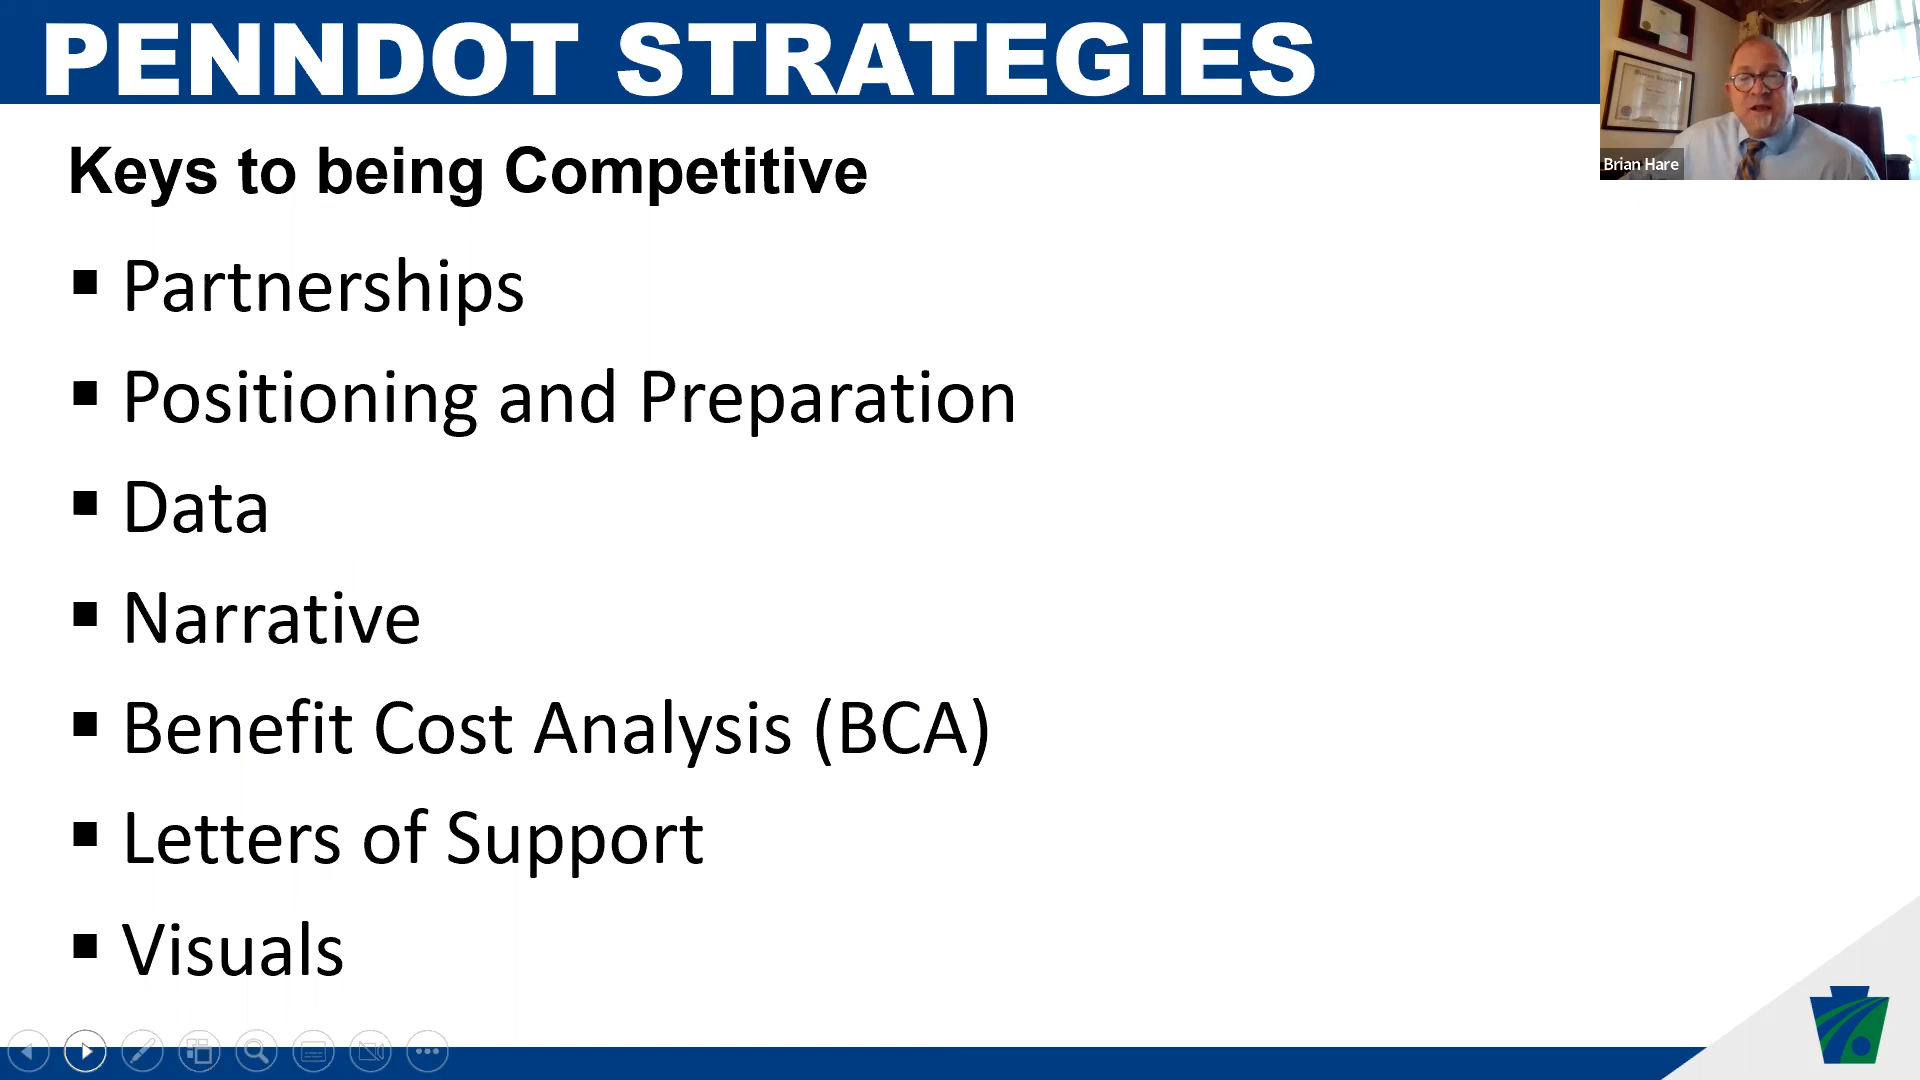 PENNDOT STRATEGIES
Brian Hare
Keys to being Competitive
▪ Partnerships
▪ Positioning and Preparation
▪ Data
▪ Narrative
▪ Benefit Cost Analysis (BCA)
▪ Letters of Support
▪ Visuals